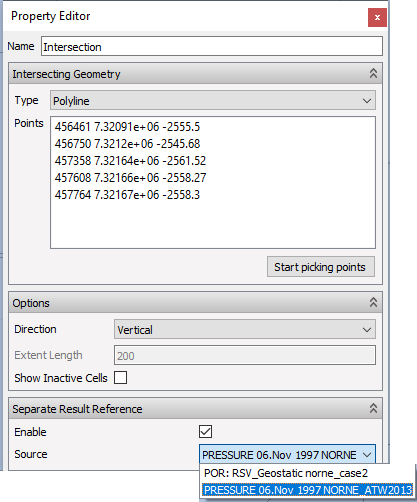 Property Editor
x
Name Intersection
Intersecting Geometry
Type Polyline
Points
456461 7.32091e+06 -2555.5
456750 7.3212e+06 -2545.68
457358 7.32164e+06 -2561.52
457608 7.32166e+06 -2558.27
457764 7.32167e+06 -2558.3
Start picking points
Options
Direction Vertical
Extent Length 200
Show Inactive Cells
Separate Result Reference
Enable
Source PRESSURE 06.Nov 1997 NORNE
POR: RSV_Geostatic norne_case2
PRESSURE 06.Nov 1997 NORNE_ATW2013